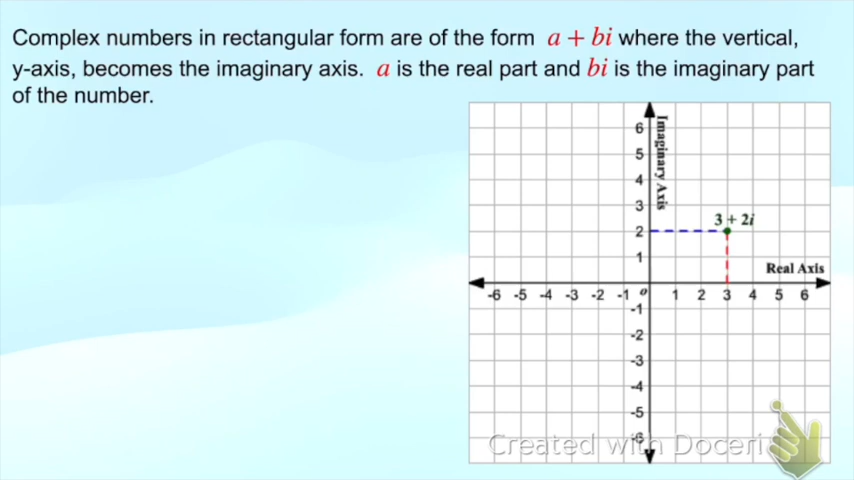 Complex numbers in rectangular form are of the form a + bi where the vertical,
y-axis, becomes the imaginary axis. a is the real part and bi is the imaginary part
of the number.
Imaginary Axis
6
5
4
3
3 + 2i
2
1
Real Axis
-6 -5 -4 -3 -2 -1 o 1 2 3 4 5 6
-1
-2
-3
-4
-5
-6
Created with Doceri